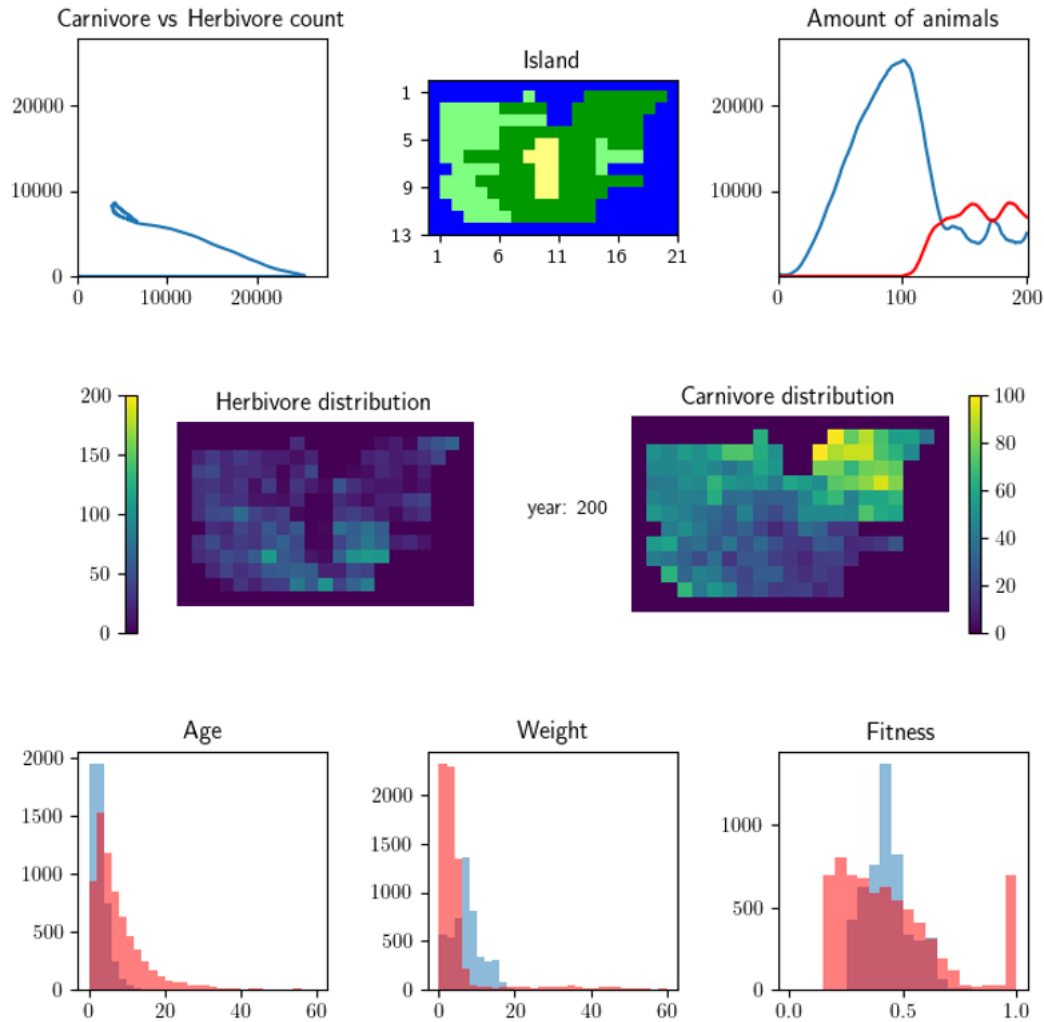 Carnivore vs Herbivore count
20000
10000
0
0 10000 20000
Island
1
5
9
13
1 6 11 16 21
Amount of animals
20000
10000
0 100 200
200
150
100
50
0
Herbivore distribution
year: 200
Carnivore distribution
100
80
60
40
20
0
Age
2000
1500
1000
500
0
0 20 40 60
Weight
2000
1500
1000
500
0
0 20 40 60
Fitness
1000
500
0
0.0 0.5 1.0